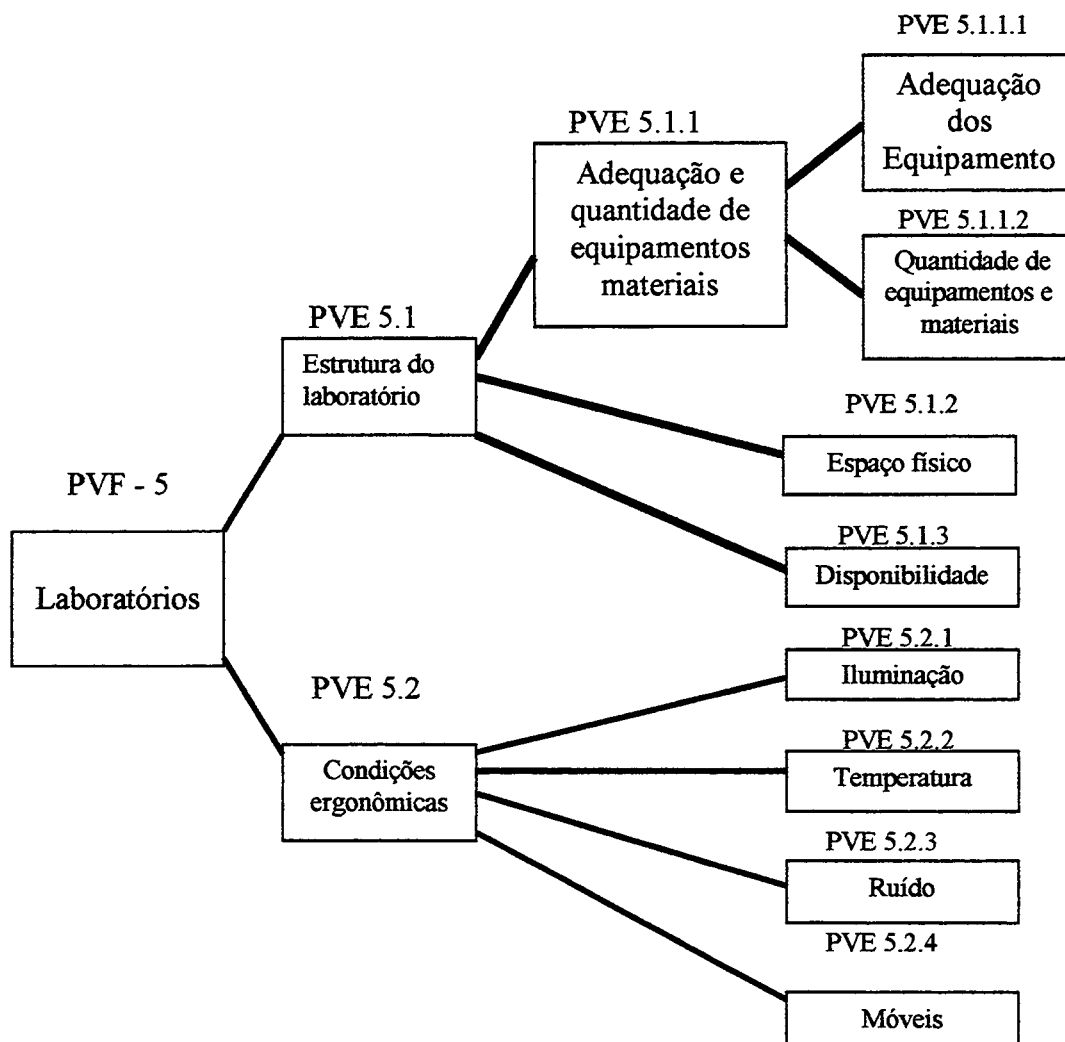 PVE 5.1.1.1
Adequação
dos
Equipamento
PVE 5.1.1
Adequação e
quantidade de
equipamentos
materiais
PVE 5.1.1.2
Quantidade de
equipamentos e
materiais
PVE 5.1
Estrutura do
laboratório
PVE 5.1.2
Espaço físico
PVF - 5
Laboratórios
PVE 5.1.3
Disponibilidade
PVE 5.2.1
Iluminação
PVE 5.2
Condições
ergonômicas
PVE 5.2.2
Temperatura
PVE 5.2.3
Ruído
PVE 5.2.4
Móveis